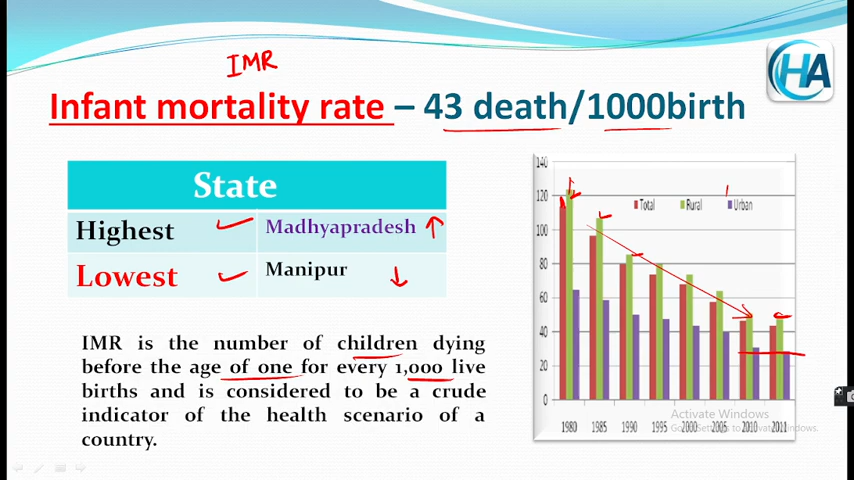 IMR
Infant mortality rate – 43 death/1000birth
HA
State
Highest Madhyapradesh
Lowest Manipur
IMR is the number of children dying
before the age of one for every 1,000 live
births and is considered to be a crude
indicator of the health scenario of a
country.
140
120
100
80
60
40
20
0
Total Rural Urban
1980 1985 1990 1995 2000 2005 2010 2011
Activate Windows
Go to Settings to activate Windows.